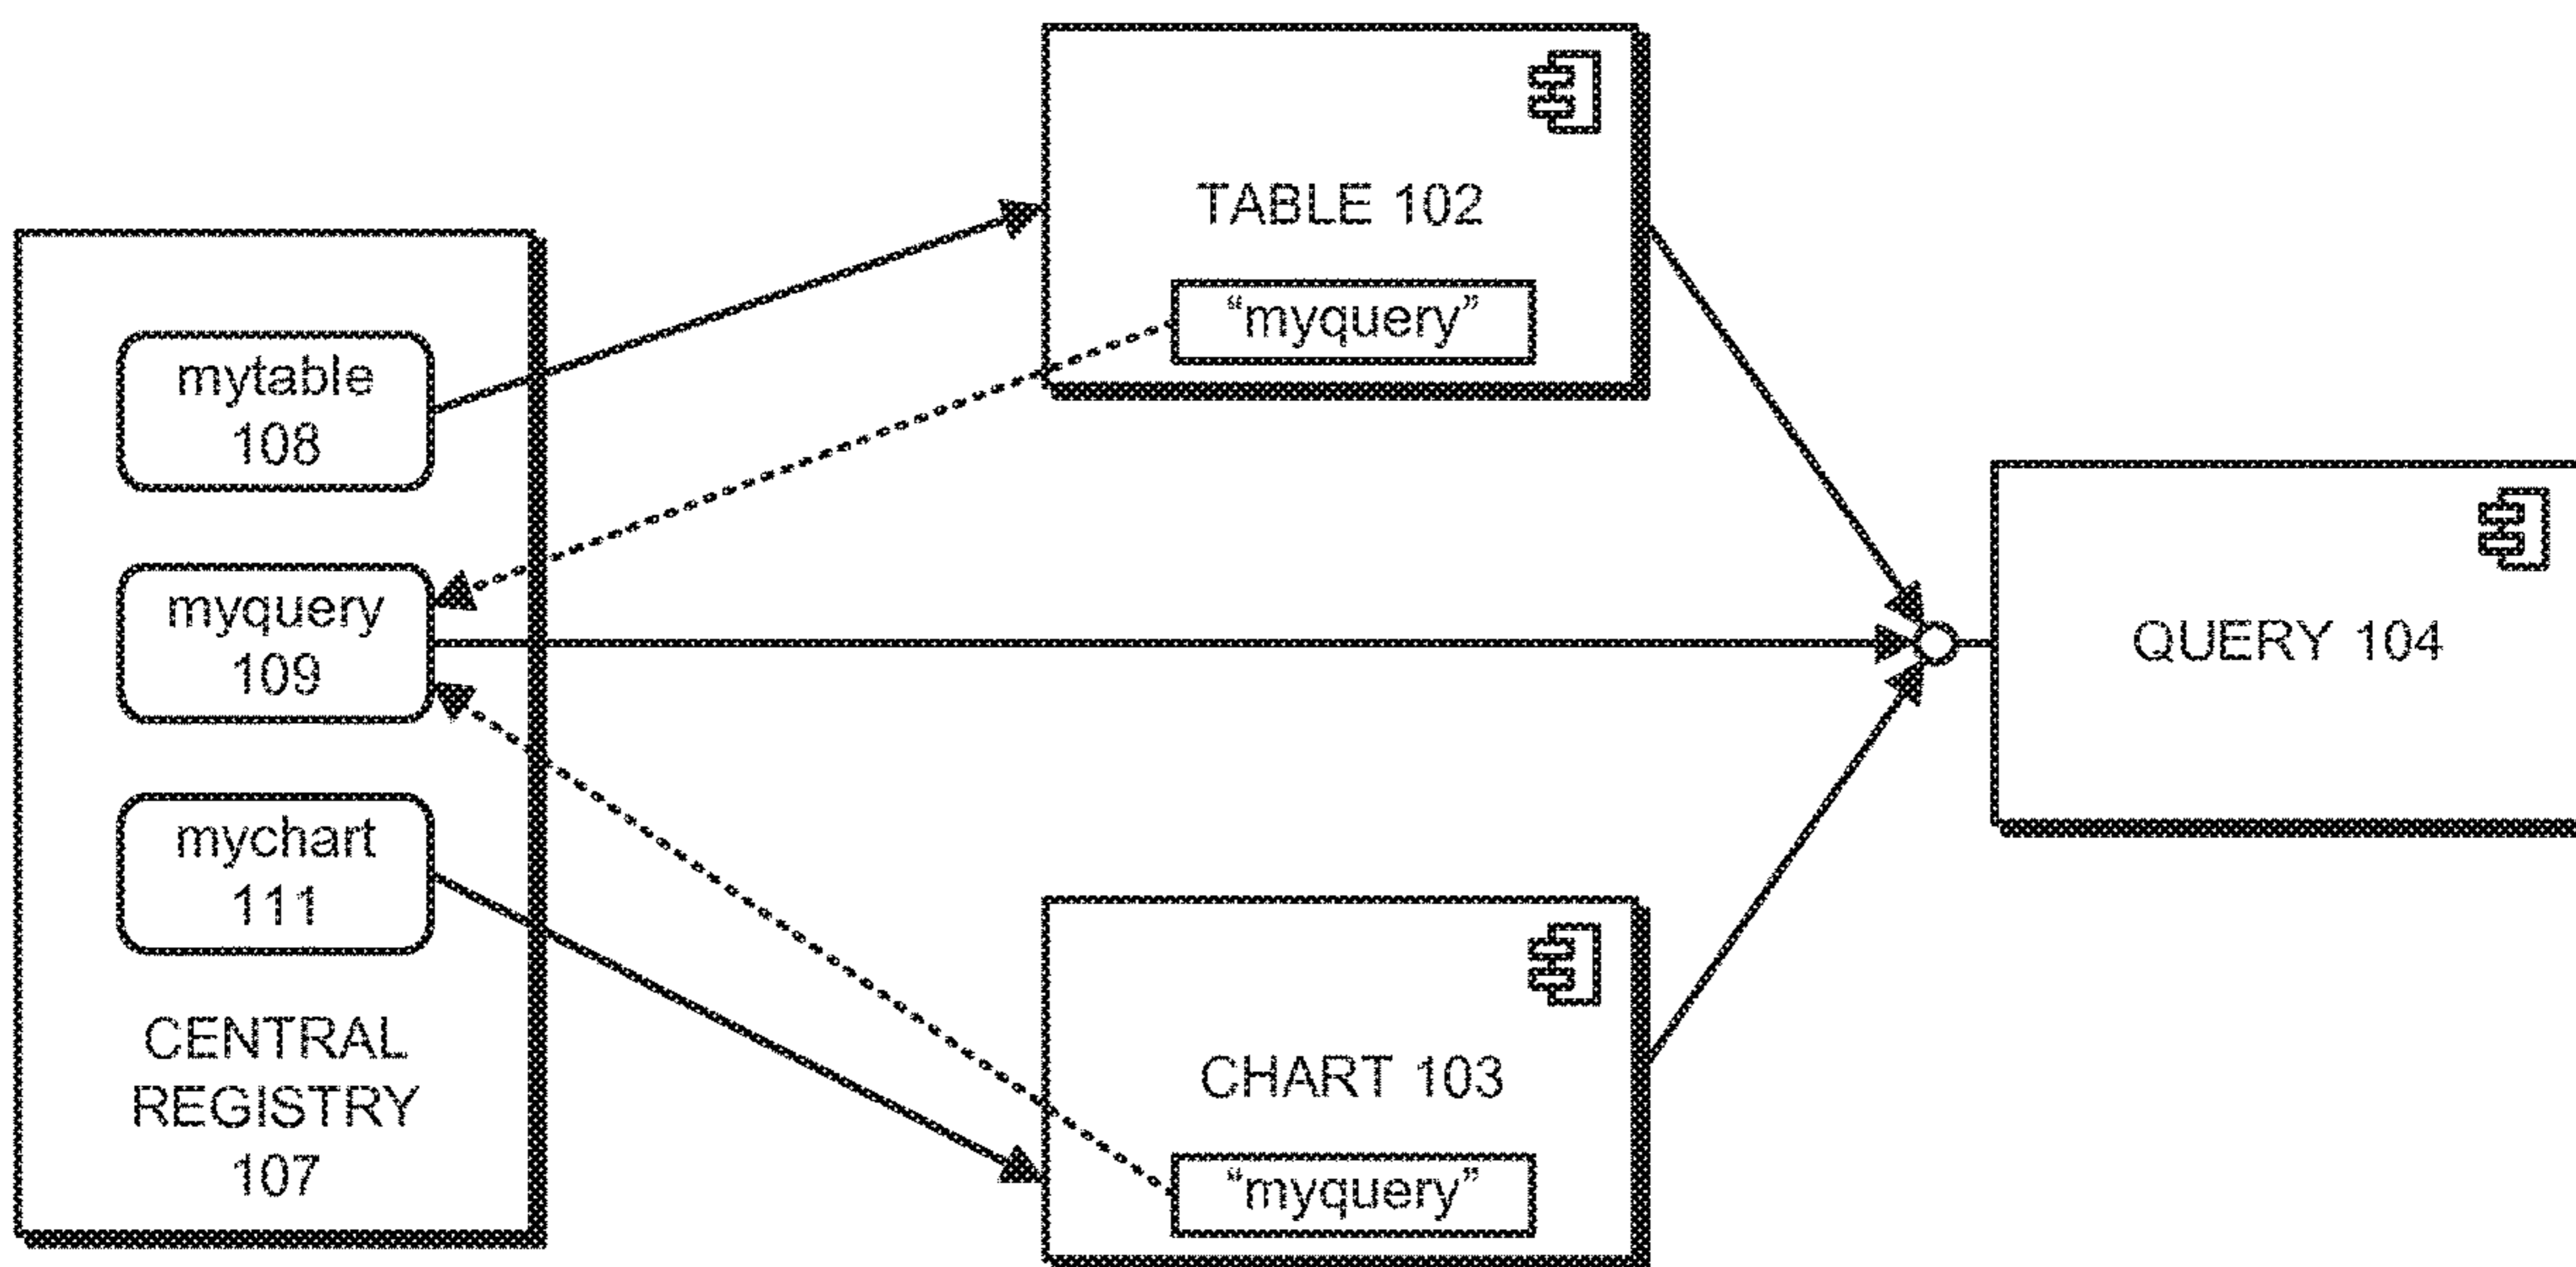 TABLE 102
“myquery”
mytable
108
myquery
109
mychart
111
CENTRAL
REGISTRY
107
QUERY 104
CHART 103
“myquery”